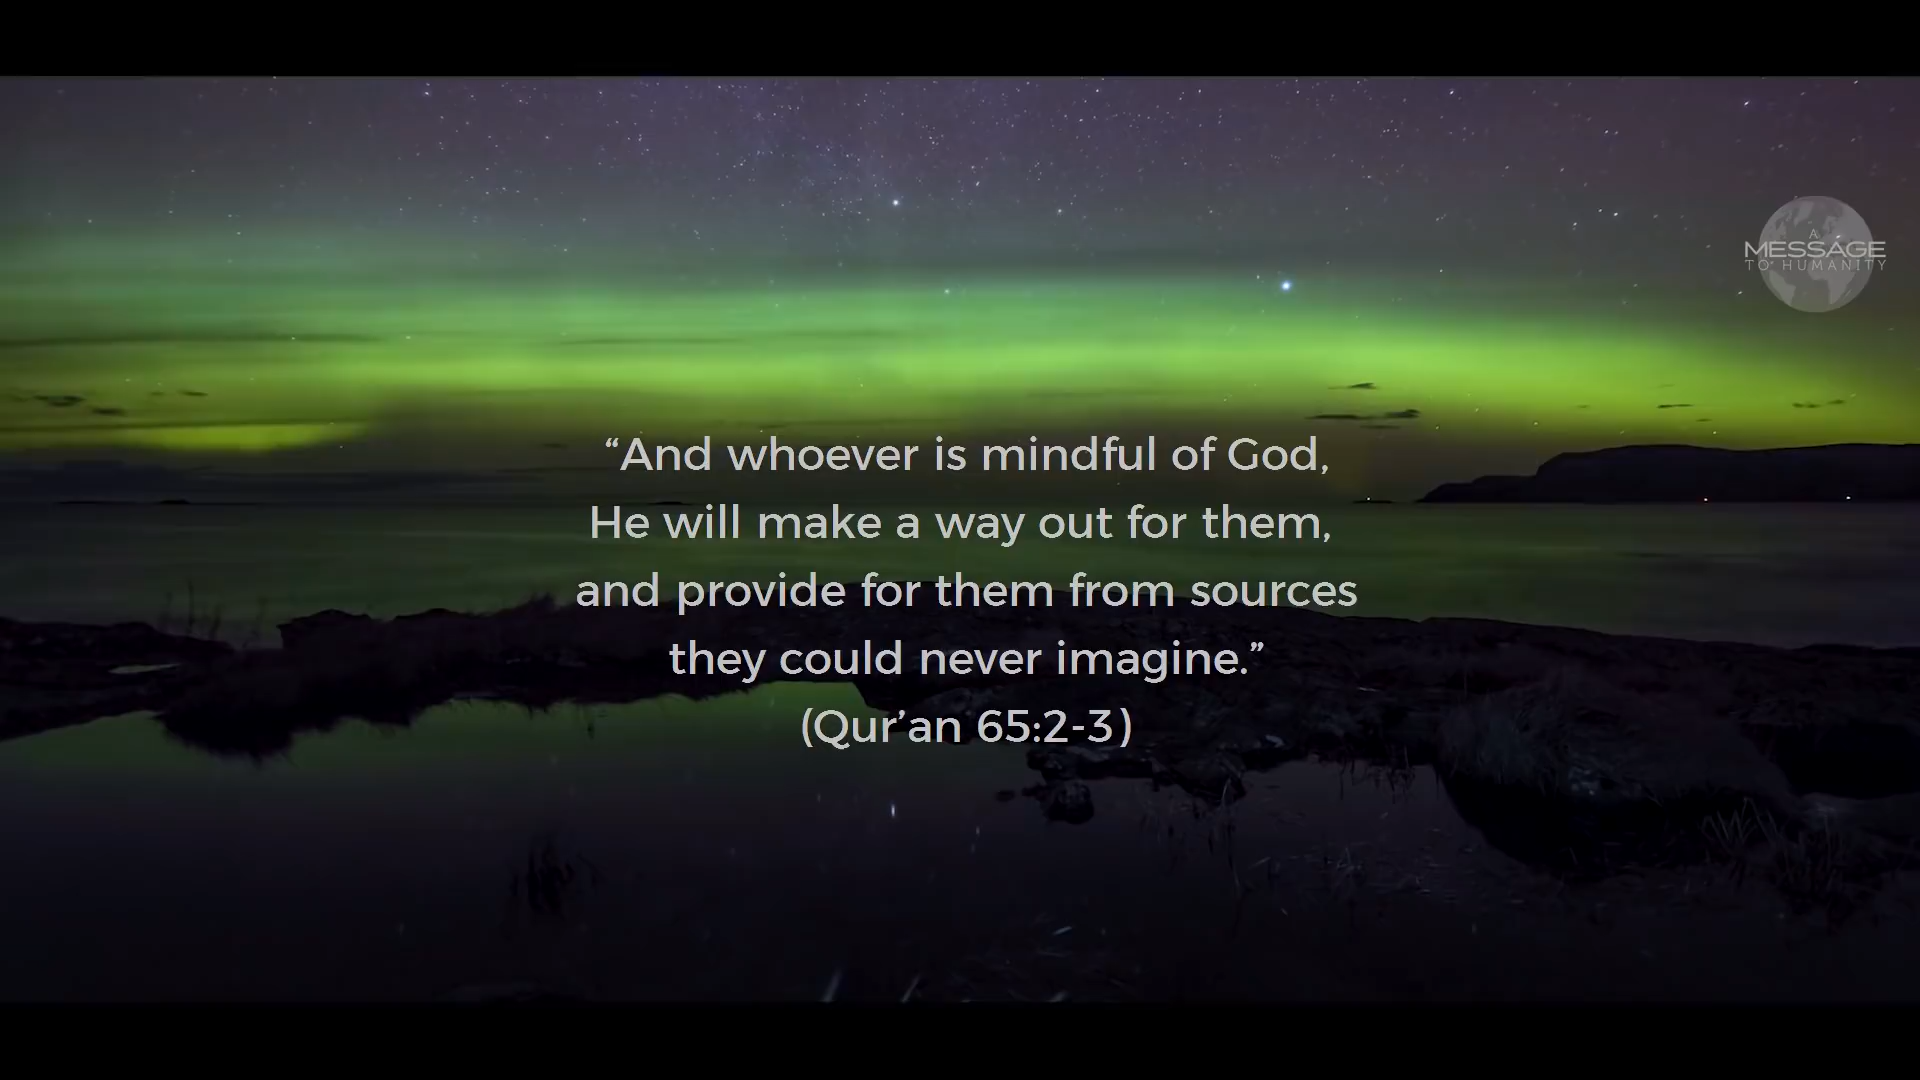 A
MESSAGE
TO HUMANITY
“And whoever is mindful of God,
He will make a way out for them,
and provide for them from sources
they could never imagine.”
(Qur’an 65:2-3)